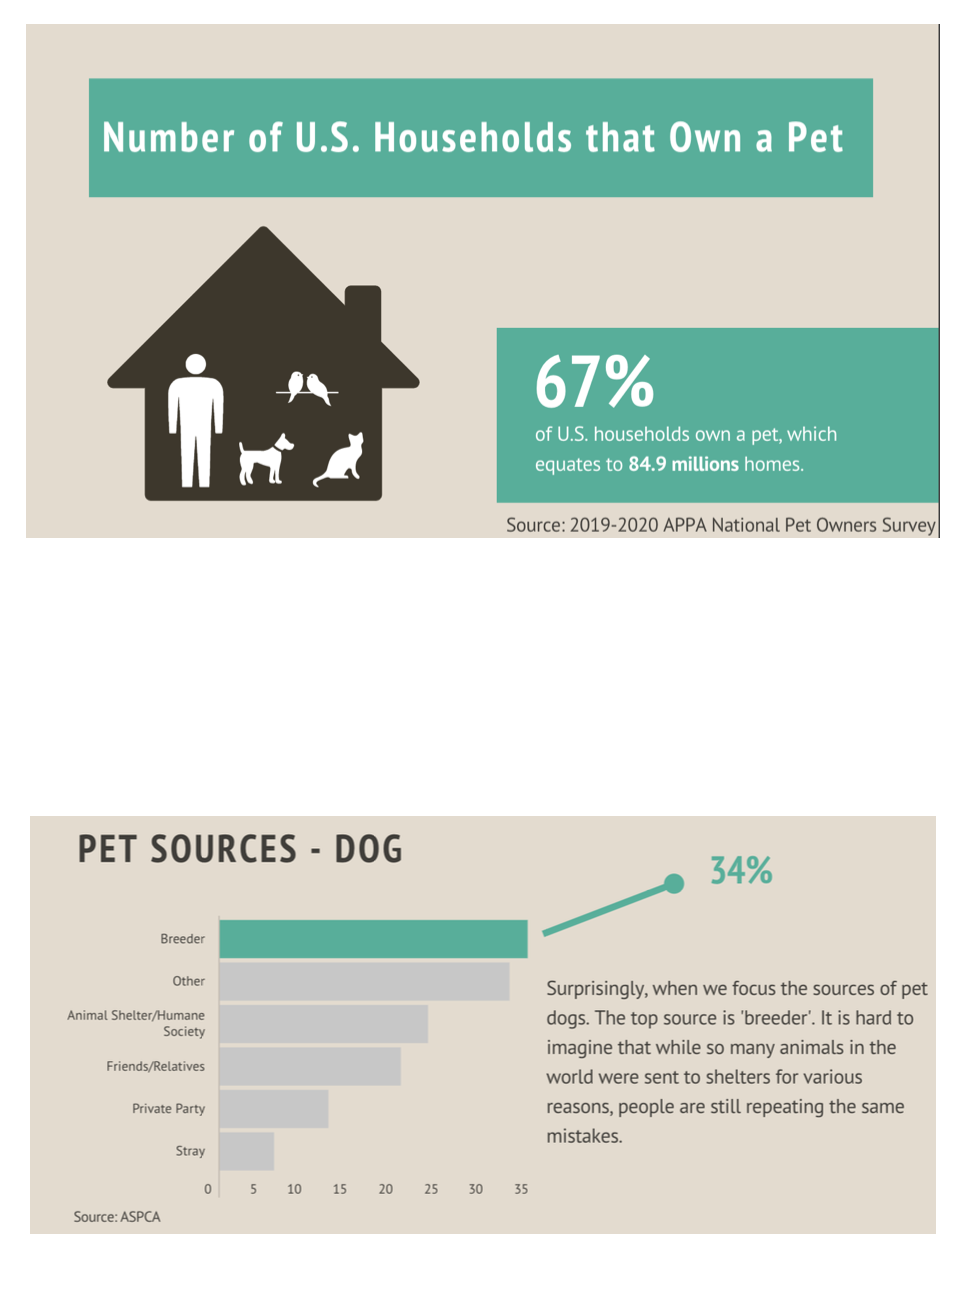 Number of U.S. Households that Own a Pet
67%
of U.S. households own a pet, which
equates to 84.9 millions homes.
Source: 2019-2020 APPA National Pet Owners Survey
PET SOURCES - DOG
34%
Breeder
Other
Animal Shelter/Humane
Society
Friends/Relatives
Private Party
Stray
0 5 10 15 20 25 30 35
Source: ASPCA
Surprisingly, when we focus the sources of pet
dogs. The top source is 'breeder'. It is hard to
imagine that while so many animals in the
world were sent to shelters for various
reasons, people are still repeating the same
mistakes.